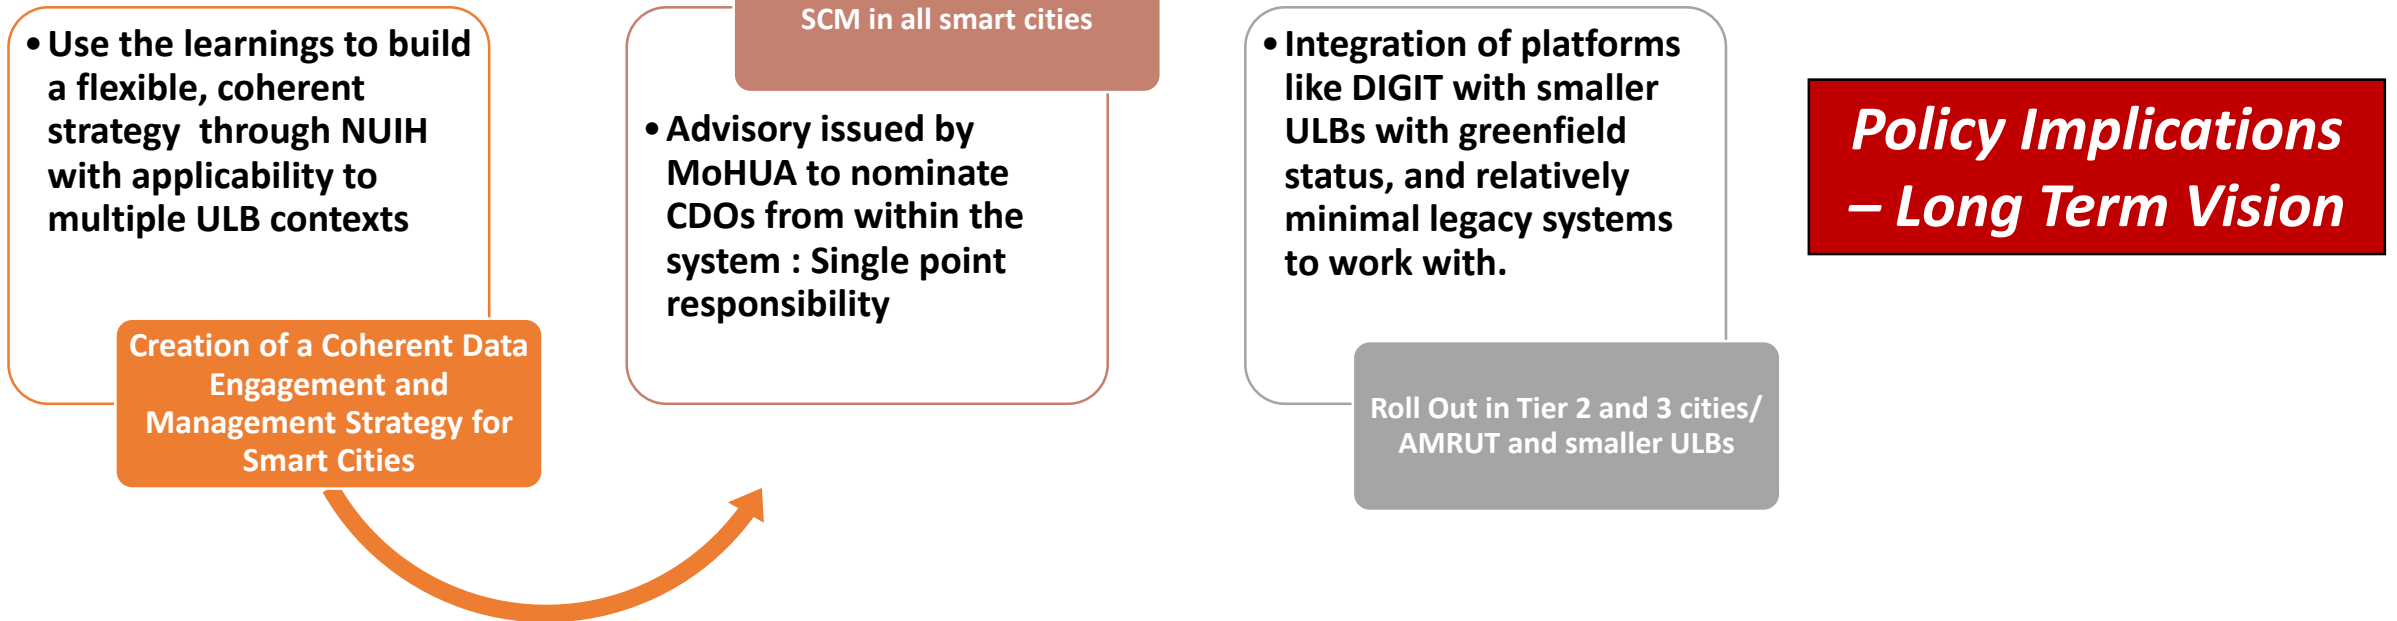 • Use the learnings to build
a flexible, coherent
strategy through NUIH
with applicability to
multiple ULB contexts
Creation of a Coherent Data
Engagement and
Management Strategy for
Smart Cities
SCM in all smart cities
• Advisory issued by
MoHUA to nominate
CDOs from within the
system : Single point
responsibility
• Integration of platforms
like DIGIT with smaller
ULBs with greenfield
status, and relatively
minimal legacy systems
to work with.
Roll Out in Tier 2 and 3 cities/
AMRUT and smaller ULBs
Policy Implications
– Long Term Vision